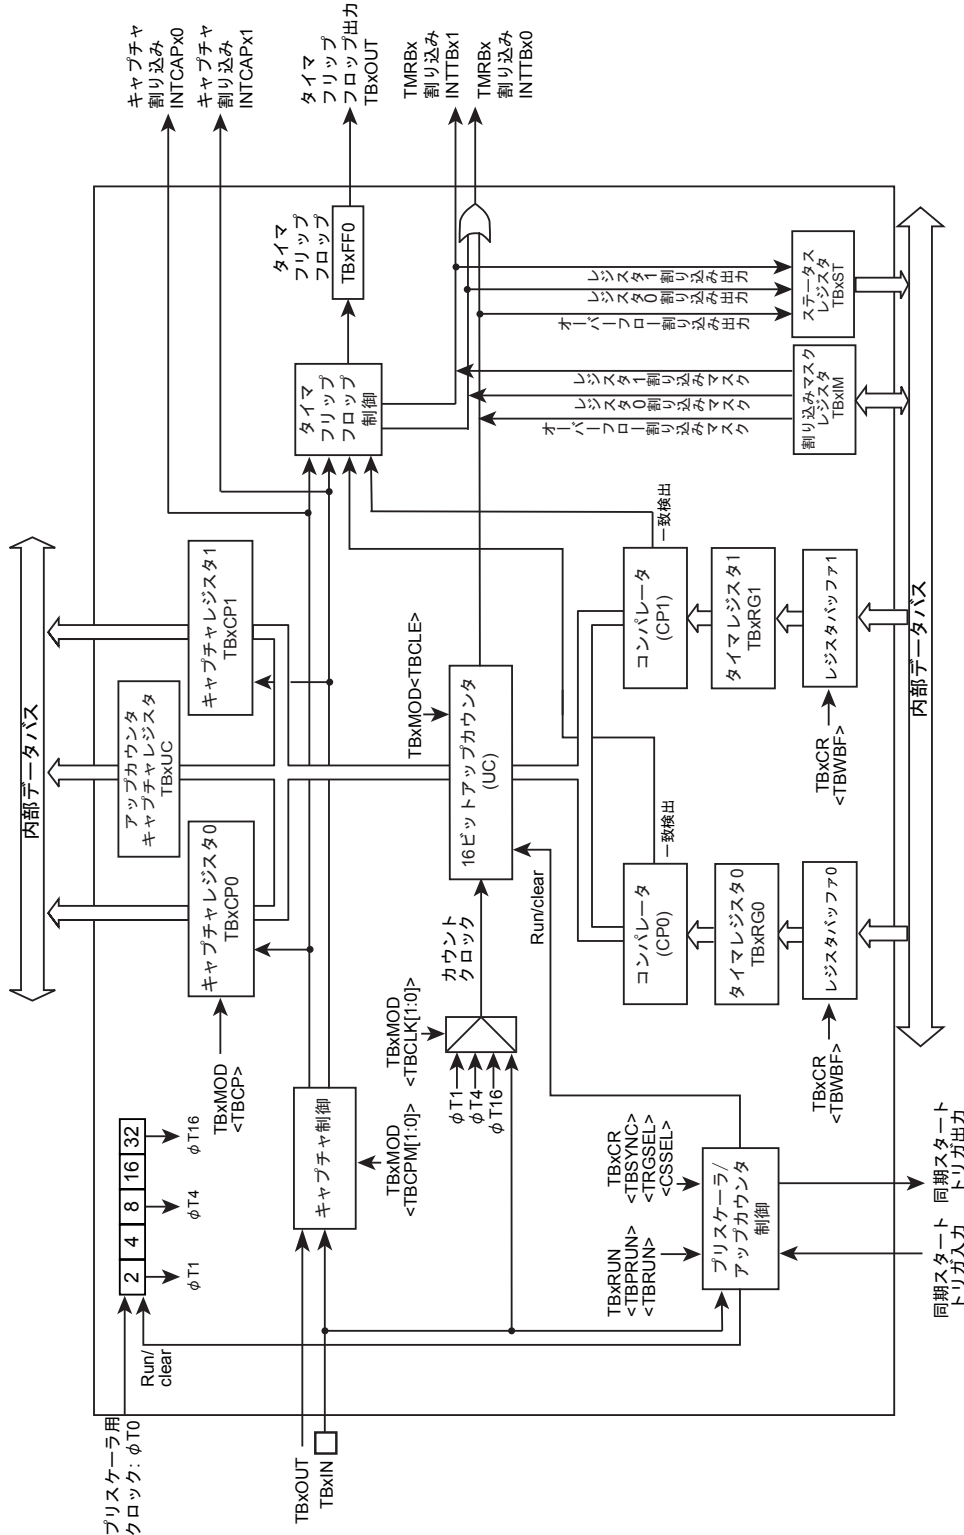 プリスケーラ用
クロック: φT0
2
4
8
16
32
φT1
φT4
φT16
Run/
clear
TBxOUT
TBxIN
内部データバス
TBxMOD
<TBCP>
キャプチャレジスタ0
TBxCP0
アップカウンタ
キャプチャレジスタ
TBxUC
キャプチャレジスタ1
TBxCP1
キャプチャ
割り込み
INTCAPx0
キャプチャ
割り込み
INTCAPx1
キャプチャ制御
TBxMOD
<TBCPM[1:0]>
タイマ
フリップ
フロップ
制御
タイマ
フリップ
フロップ
TBxFF0
タイマ
フリップ
フロップ出力
TBxOUT
TBxMOD
<TBCLK[1:0]>
φT1
φT4
φT16
カウント
クロック
TBxMOD<TBCLE>
16ビットアップカウンタ
(UC)
Run/clear
TMRBx
割り込み
INTTBx1
TMRBx
割り込み
INTTBx0
TBxRUN
<TBPRUN>
<TBRUN>
TBxCR
<TBSYNC>
<TRGSEL>
<CSSEL>
プリスケーラ/
アップカウンタ
制御
同期スタート
トリガ入力
同期スタート
トリガ出力
コンパレータ
(CP0)
一致検出
タイマレジスタ0
TBxRG0
レジスタバッファ0
TBxCR
<TBWBF>
コンパレータ
(CP1)
一致検出
タイマレジスタ1
TBxRG1
レジスタバッファ1
TBxCR
<TBWBF>
レジスタ1割り込みマスク
レジスタ0割り込みマスク
オーバーフロー割り込みマスク
割り込みマスク
レジスタ
TBxIM
レジスタ1割り込み出力
レジスタ0割り込み出力
オーバーフロー割り込み出力
ステータス
レジスタ
TBxST
内部データバス